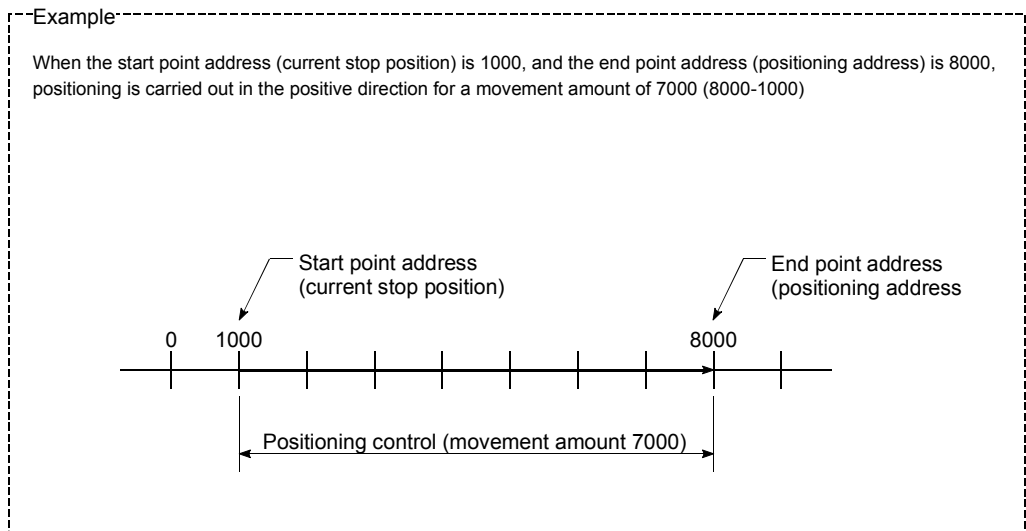 Example
When the start point address (current stop position) is 1000, and the end point address (positioning address) is 8000,
positioning is carried out in the positive direction for a movement amount of 7000 (8000-1000)
Start point address
(current stop position)
End point address
(positioning address
0
1000
8000
Positioning control (movement amount 7000)